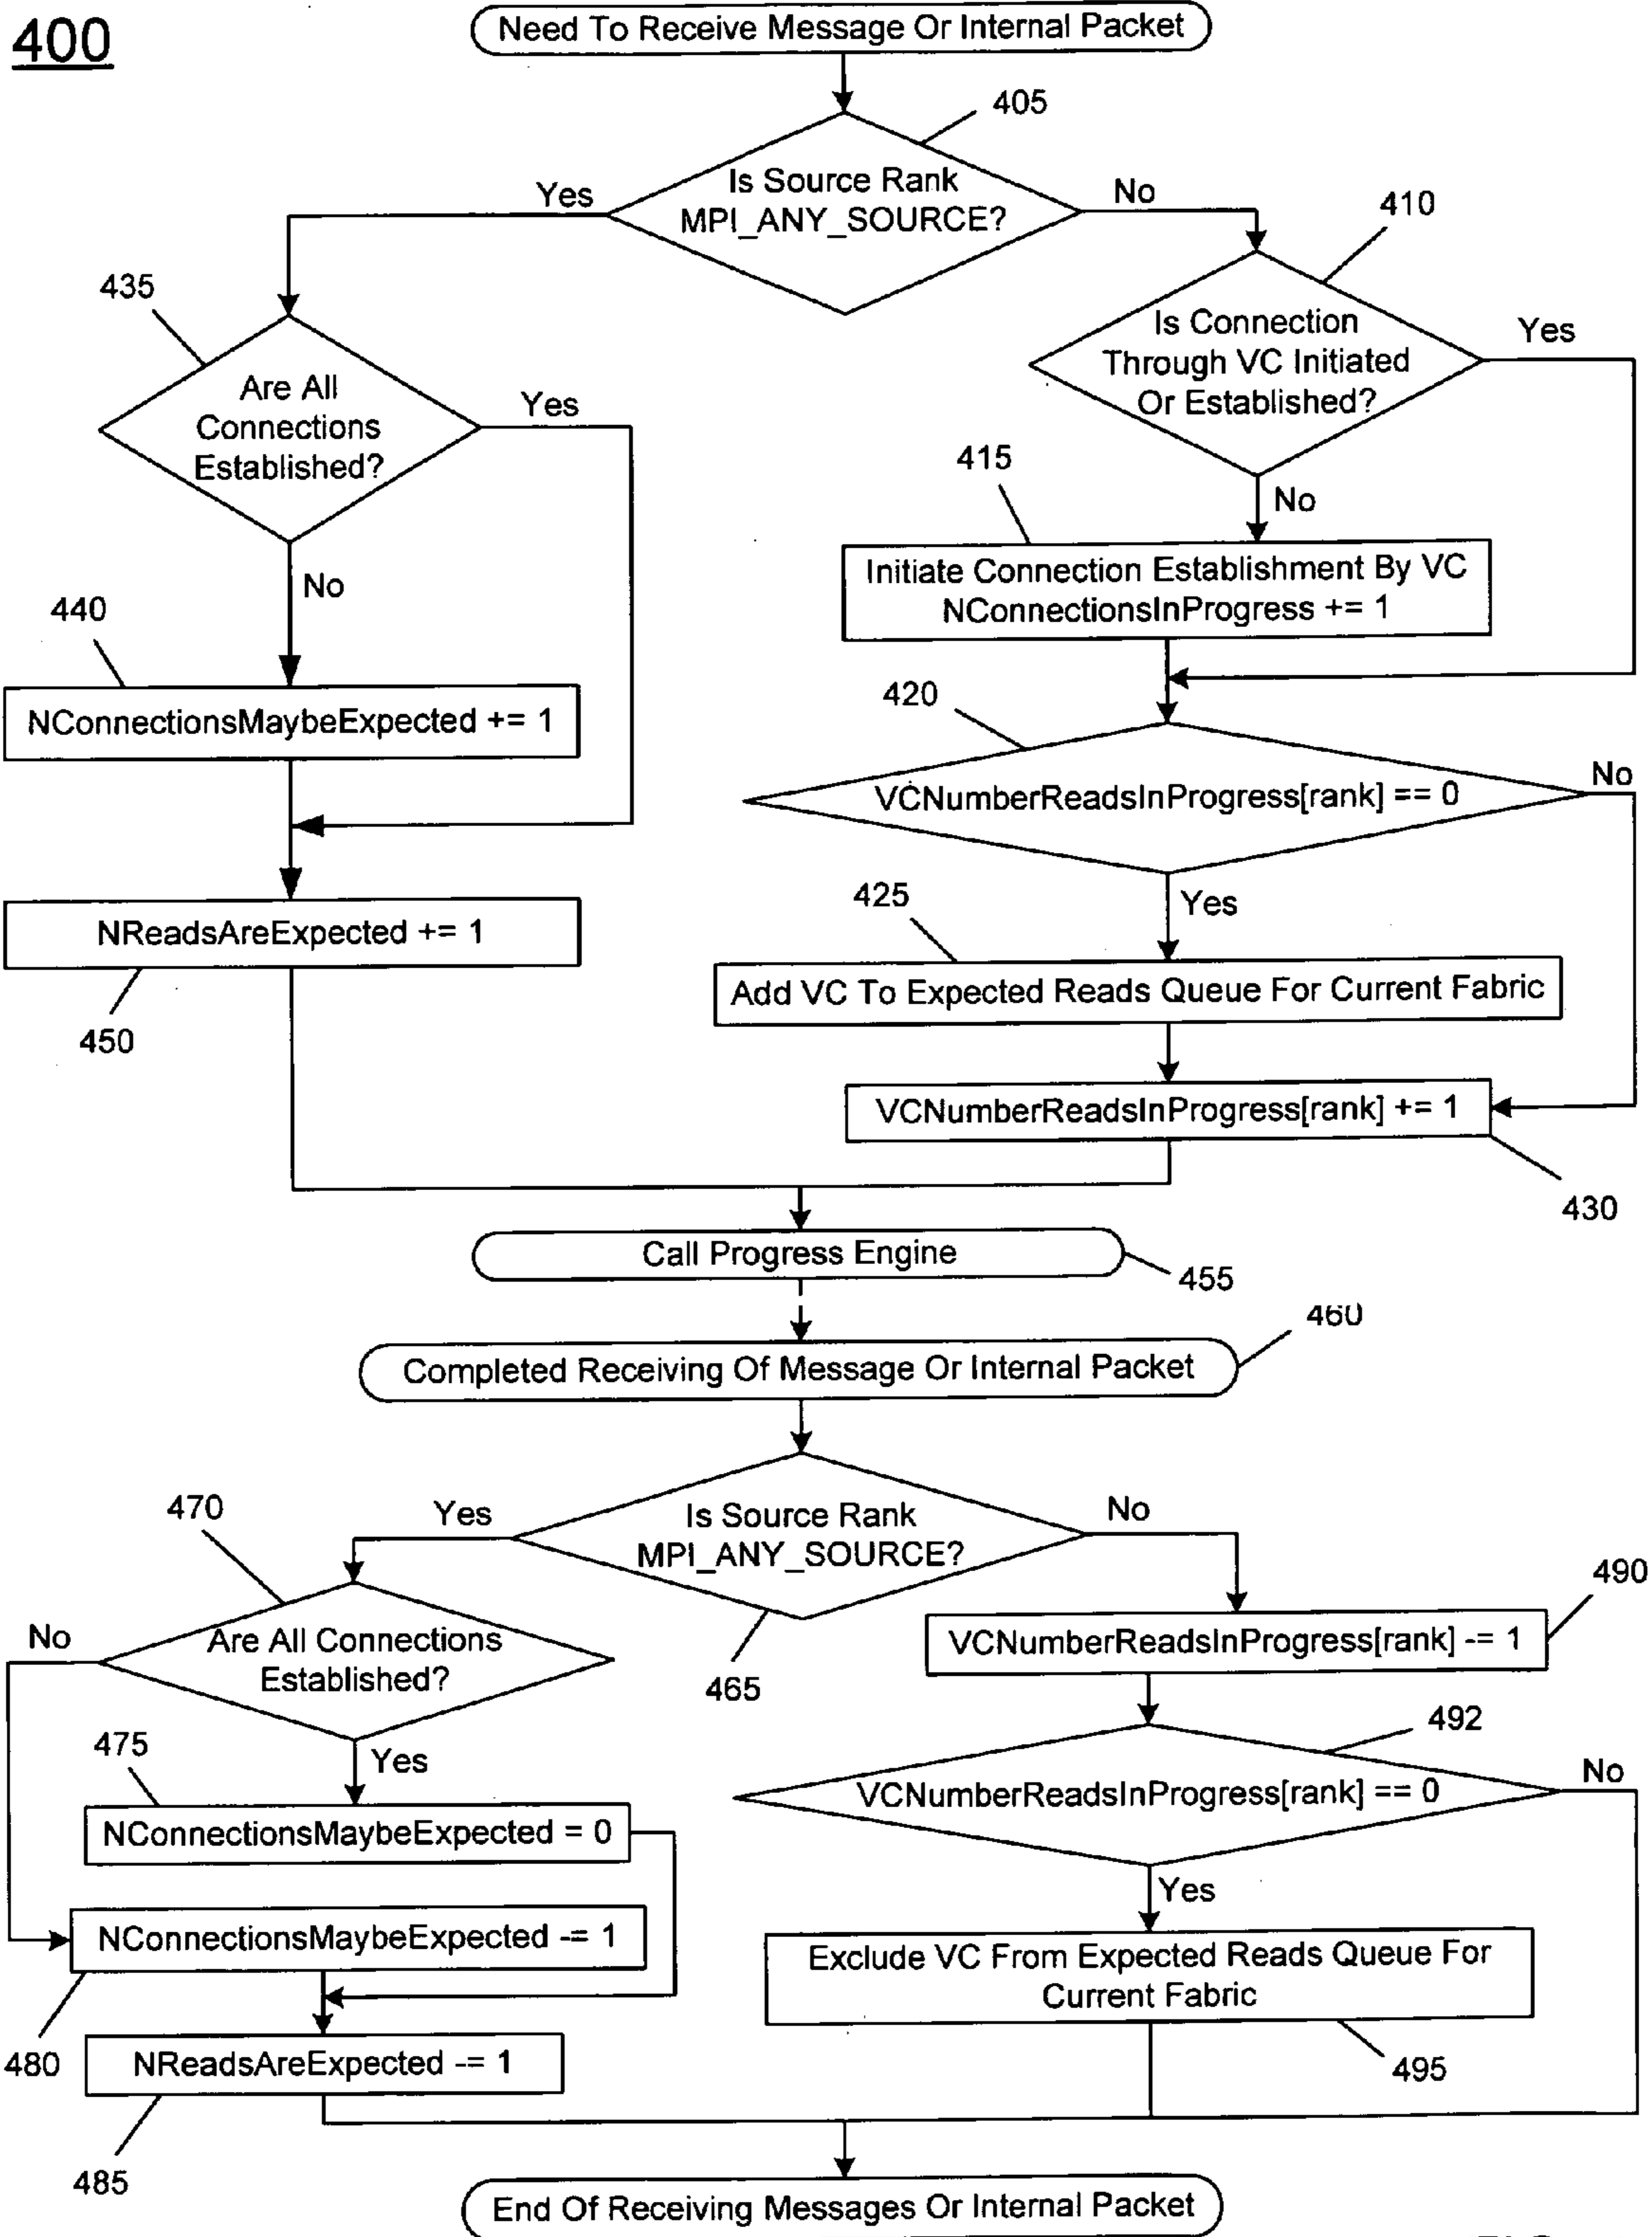 400
Need To Receive Message Or Internal Packet
405
Is Source Rank
MPI_ANY_SOURCE?
Yes
No
410
435
Is Connection
Through VC Initiated
Or Established?
Yes
Are All
Connections
Established?
Yes
415
No
No
Initiate Connection Establishment By VC
NConnectionsInProgress += 1
440
420
NConnectionsMaybeExpected += 1
VCNumberReadsInProgress[rank] == 0
No
425
Yes
NReadsAreExpected += 1
450
Add VC To Expected Reads Queue For Current Fabric
VCNumberReadsInProgress[rank] += 1
430
Call Progress Engine
455
460
Completed Receiving Of Message Or Internal Packet
470
Yes
Is Source Rank
MPI_ANY_SOURCE?
No
490
No
Are All Connections
Established?
465
VCNumberReadsInProgress[rank] -= 1
492
475
Yes
VCNumberReadsInProgress[rank] == 0
No
NConnectionsMaybeExpected = 0
Yes
NConnectionsMaybeExpected -= 1
Exclude VC From Expected Reads Queue For
Current Fabric
480
NReadsAreExpected -= 1
495
485
End Of Receiving Messages Or Internal Packet